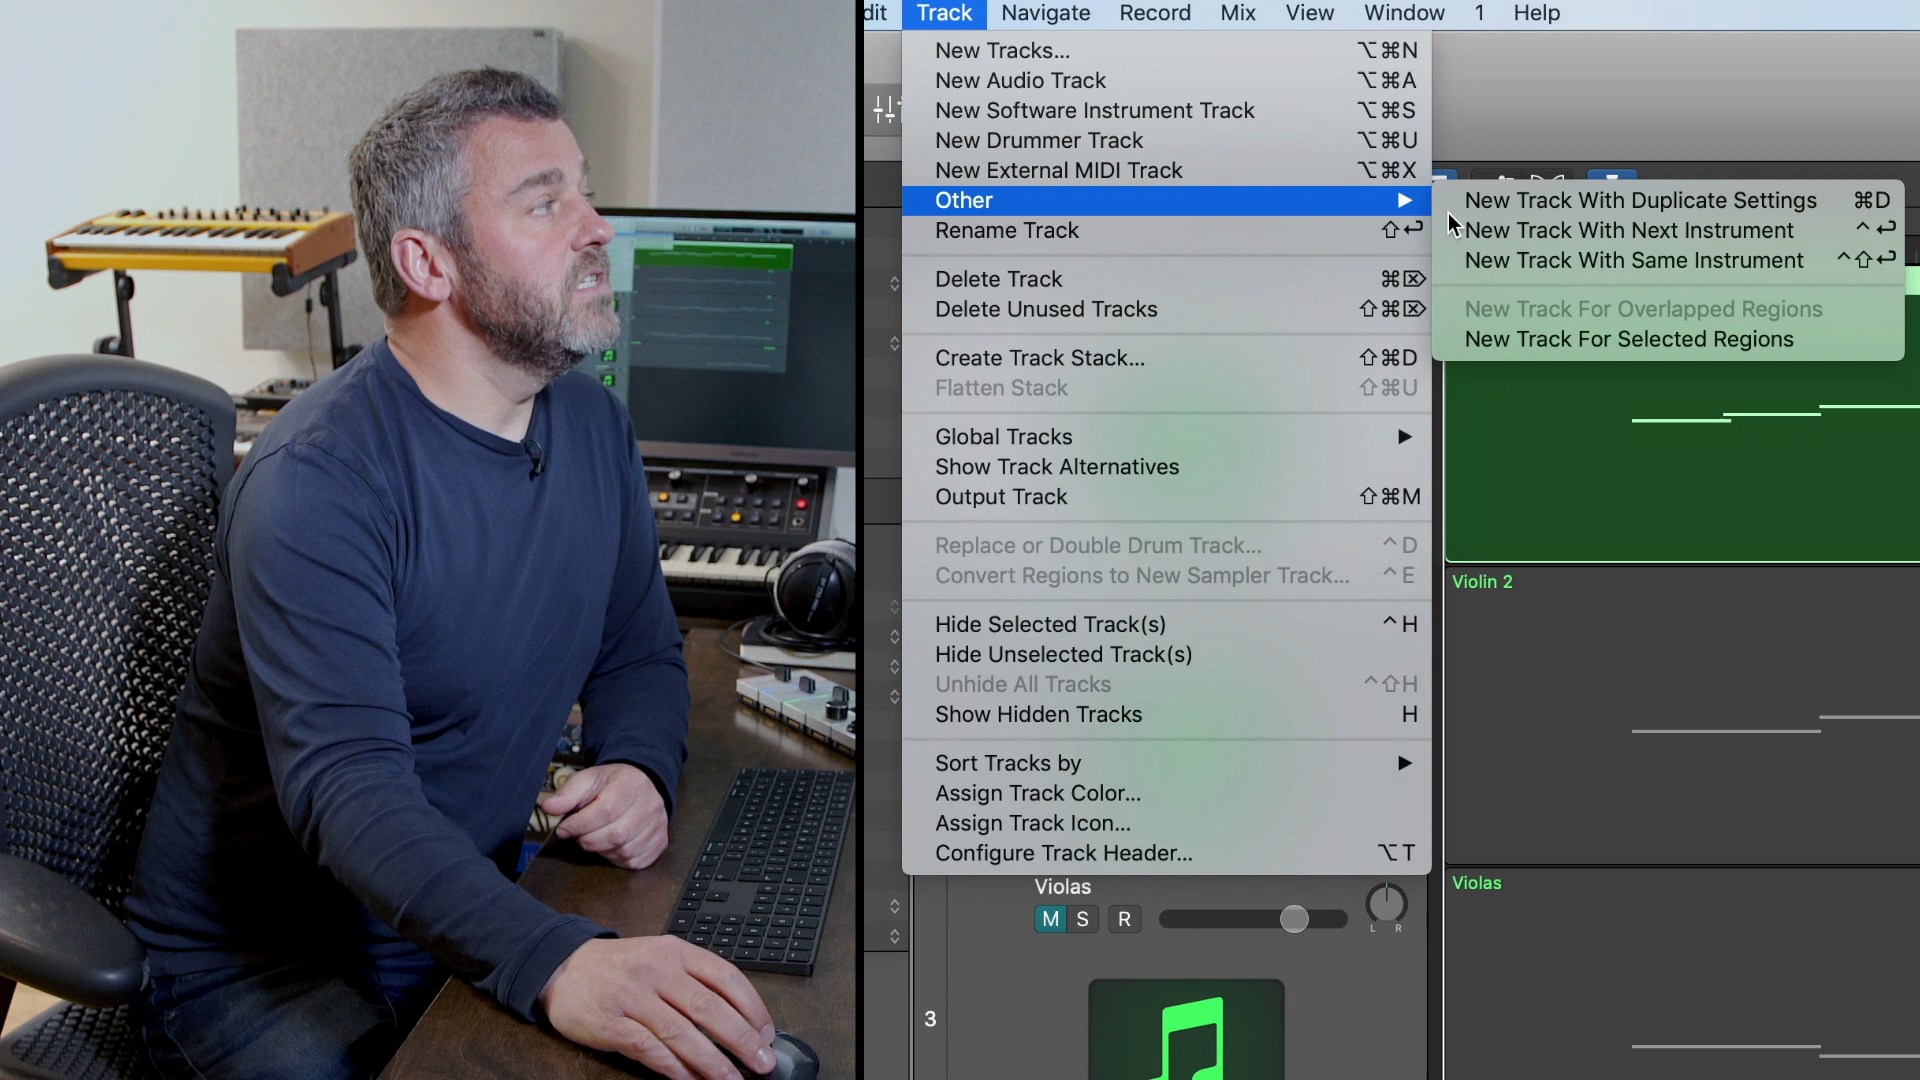 dit Track Navigate Record Mix View Window 1 Help
New Tracks... ⌥⌘N
New Audio Track ⌥⌘A
New Software Instrument Track ⌥⌘S
New Drummer Track ⌥⌘U
New External MIDI Track ⌥⌘X
Other ▶
Rename Track ⇧↩
Delete Track ⌘⌦
Delete Unused Tracks ⇧⌘⌦
Create Track Stack... ⇧⌘D
Flatten Stack ⇧⌘U
Global Tracks ▶
Show Track Alternatives
Output Track ⇧⌘M
Replace or Double Drum Track... ^D
Convert Regions to New Sampler Track... ^E
Hide Selected Track(s) ^H
Hide Unselected Track(s)
Unhide All Tracks ^⇧H
Show Hidden Tracks H
Sort Tracks by ▶
Assign Track Color...
Assign Track Icon...
Configure Track Header... ⌥T
New Track With Duplicate Settings ⌘D
New Track With Next Instrument ^↩
New Track With Same Instrument ^⇧↩
New Track For Overlapped Regions
New Track For Selected Regions
Violin 2
Violas
Violas
M S R
L R
3